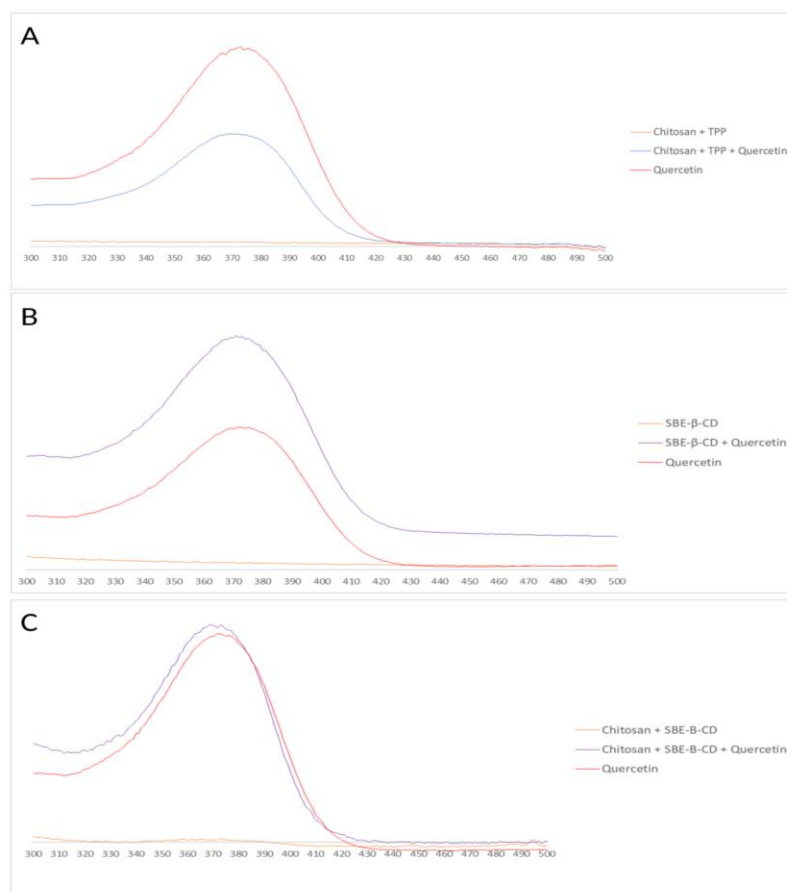 A
Chitosan + TPP
Chitosan + TPP + Quercetin
Quercetin
300 310 320 330 340 350 360 370 380 390 400 410 420 430 440 450 460 470 480 490 500
B
SBE-β-CD
SBE-β-CD + Quercetin
Quercetin
300 310 320 330 340 350 360 370 380 390 400 410 420 430 440 450 460 470 480 490 500
C
Chitosan + SBE-B-CD
Chitosan + SBE-B-CD + Quercetin
Quercetin
300 310 320 330 340 350 360 370 380 390 400 410 420 430 440 450 460 470 480 490 500